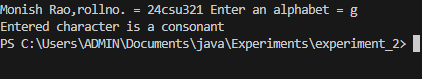 Monish Rao,rollno. = 24csu321 Enter an alphabet = g
Entered character is a consonant
PS C:\Users\ADMIN\Documents\java\Experiments\experiment_2>